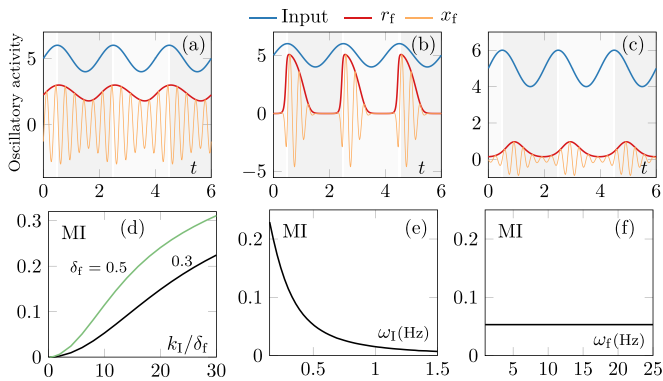 Input r_f x_f
Oscillatory activity
(a)
5
0
t
0 2 4 6
(b)
5
0
−5
t
0 2 4 6
(c)
6
4
2
0
t
0 2 4 6
MI (d)
0.3
0.2
0.1
0
δ_f = 0.5
0.3
k_I/δ_f
0 10 20 30
MI (e)
0.2
0.1
0
ω_I(Hz)
0.5 1 1.5
MI (f)
0.2
0.1
0
ω_f(Hz)
5 10 15 20 25